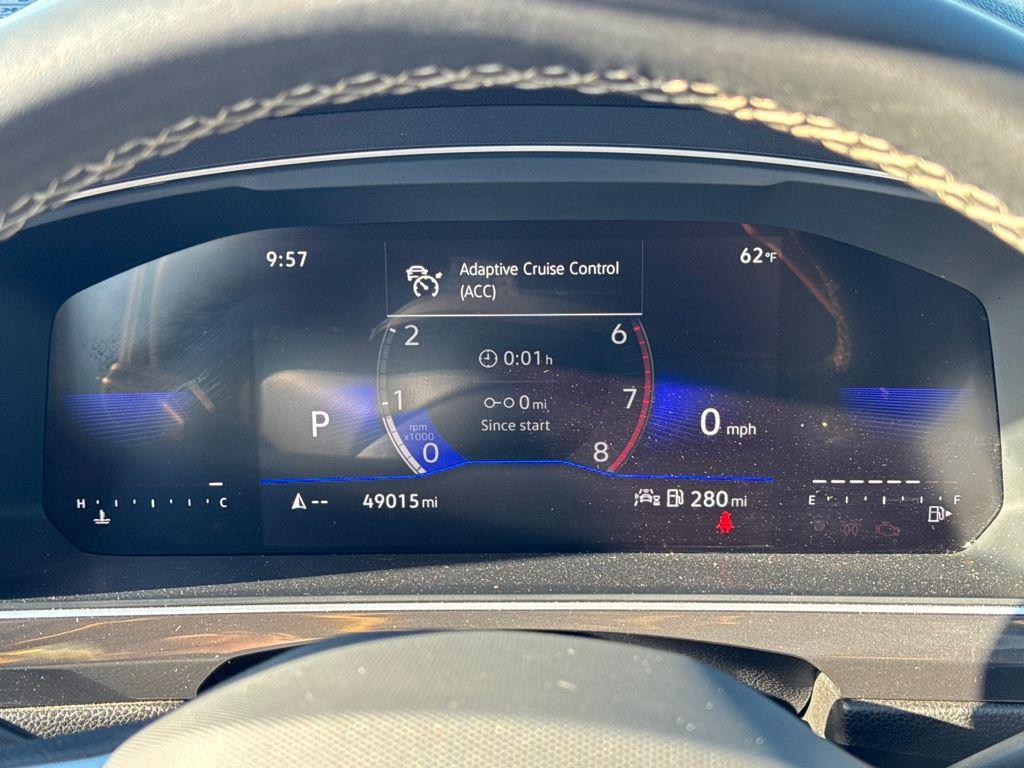 9:57
Adaptive Cruise Control
(ACC)
62°F
2
6
0:01 h
1
7
0 mi
Since start
P
rpm
x1000
0
8
0 mph
H C
-- 49015 mi
280 mi
E F